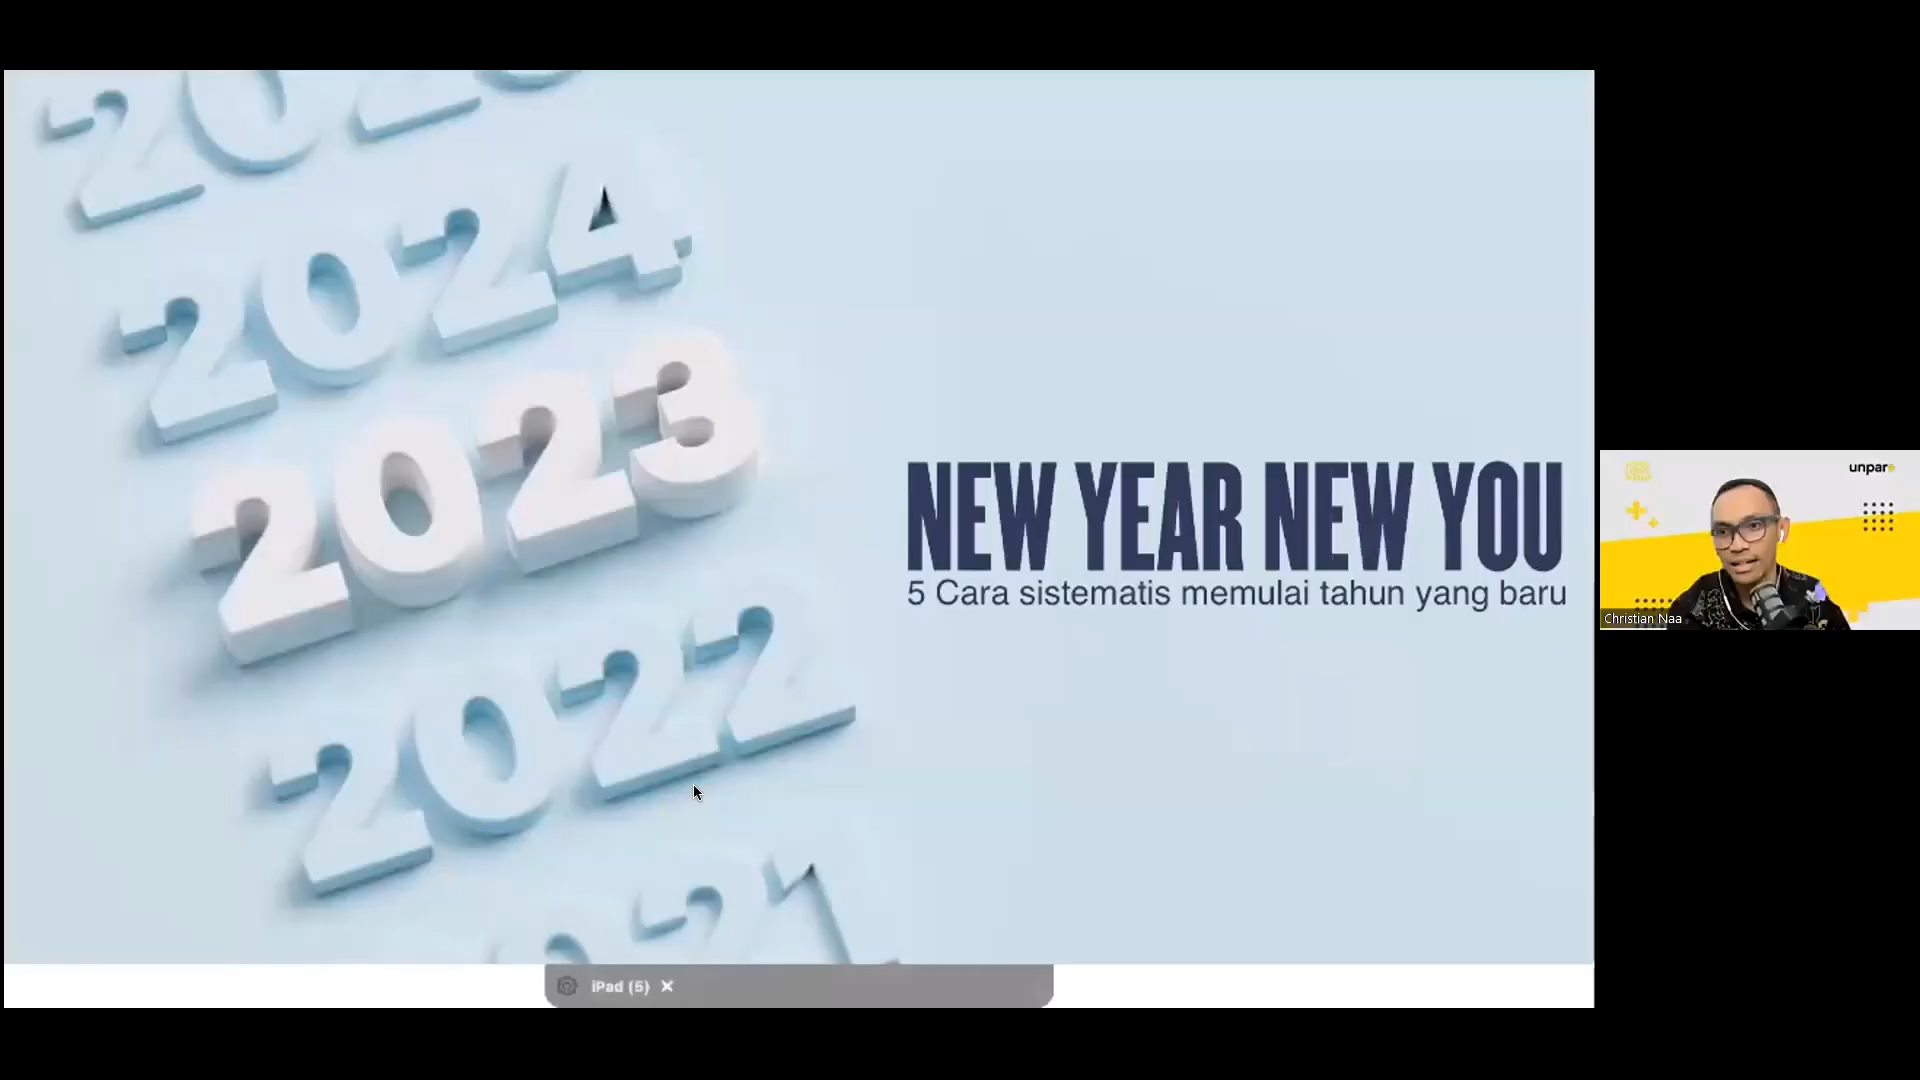 2024
2023
2022
NEW YEAR NEW YOU
5 Cara sistematis memulai tahun yang baru
iPad (5)
unpar
Christian Naa